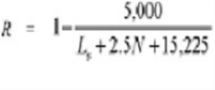 R = 1- 5,000
L_s +2.5N +15,225